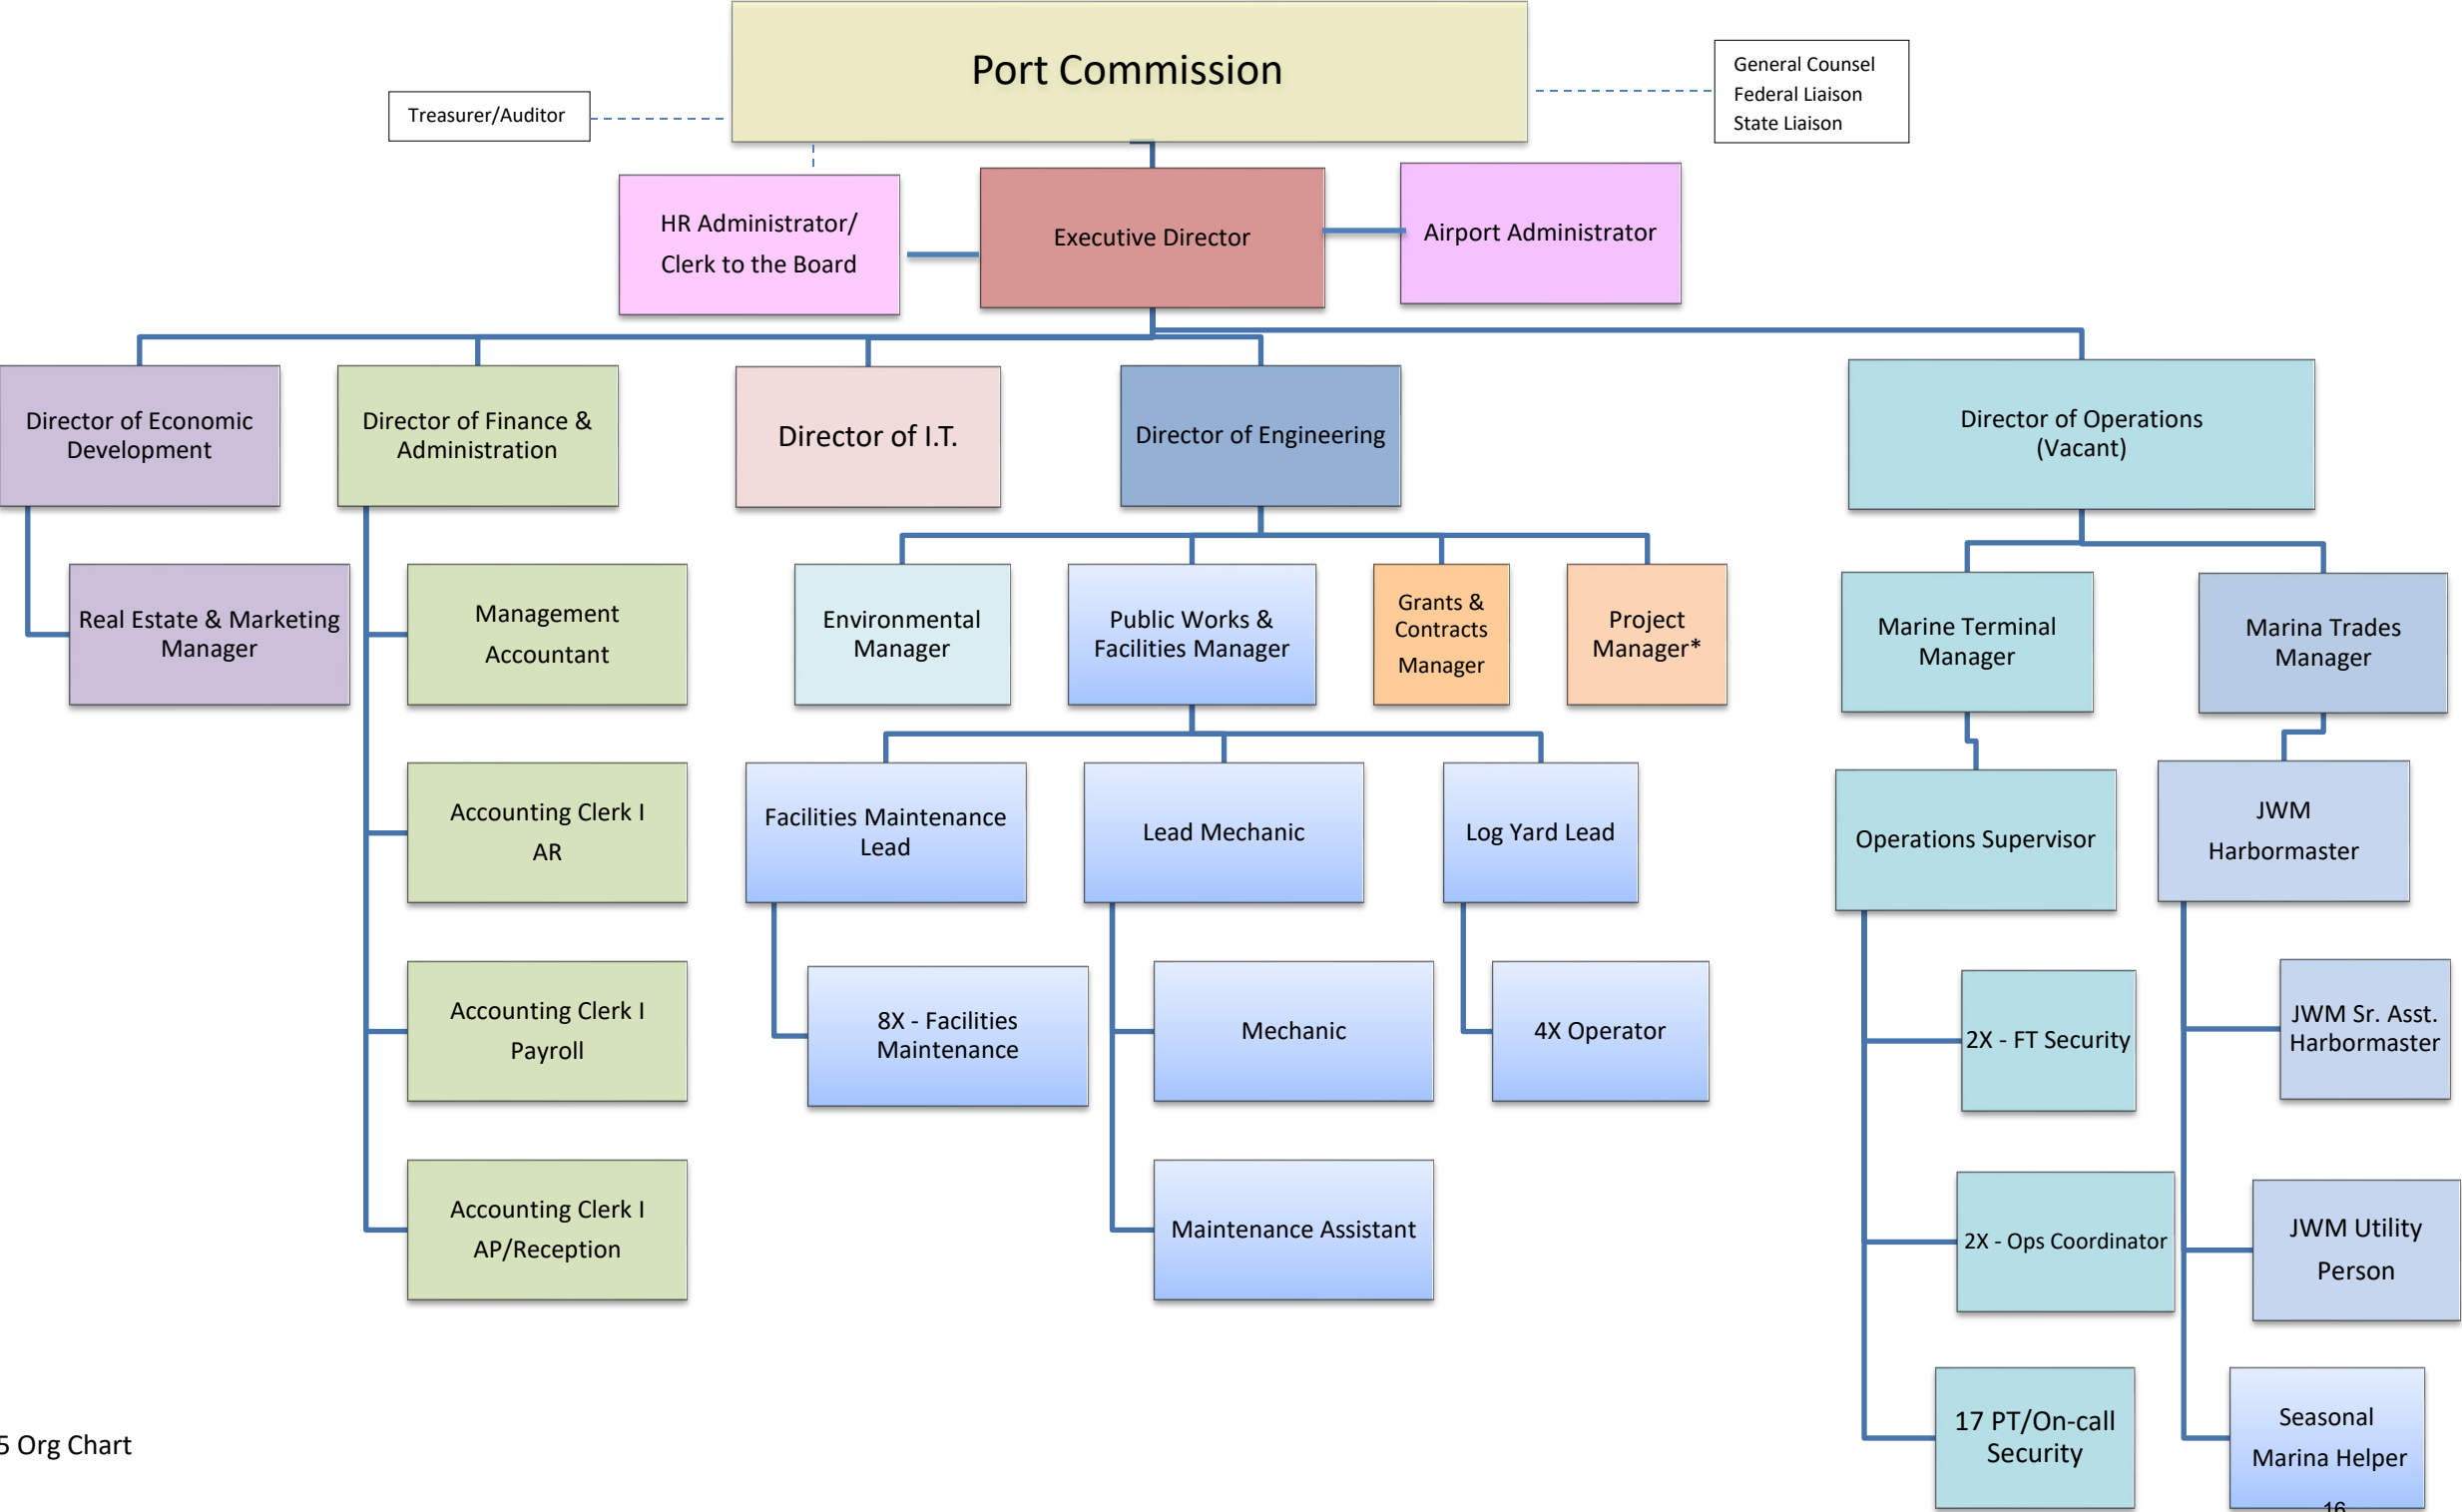 Port Commission
General Counsel
Federal Liaison
State Liaison
Treasurer/Auditor
HR Administrator/
Clerk to the Board
Executive Director
Airport Administrator
Director of Economic
Development
Director of Finance &
Administration
Director of I.T.
Director of Engineering
Director of Operations
(Vacant)
Real Estate & Marketing
Manager
Management
Accountant
Environmental
Manager
Public Works &
Facilities Manager
Grants &
Contracts
Manager
Project
Manager*
Marine Terminal
Manager
Marina Trades
Manager
Accounting Clerk I
AR
Facilities Maintenance
Lead
Lead Mechanic
Log Yard Lead
Operations Supervisor
JWM
Harbormaster
Accounting Clerk I
Payroll
8X - Facilities
Maintenance
Mechanic
4X Operator
2X - FT Security
JWM Sr. Asst.
Harbormaster
Accounting Clerk I
AP/Reception
Maintenance Assistant
2X - Ops Coordinator
JWM Utility
Person
17 PT/On-call
Security
Seasonal
Marina Helper
5 Org Chart
16